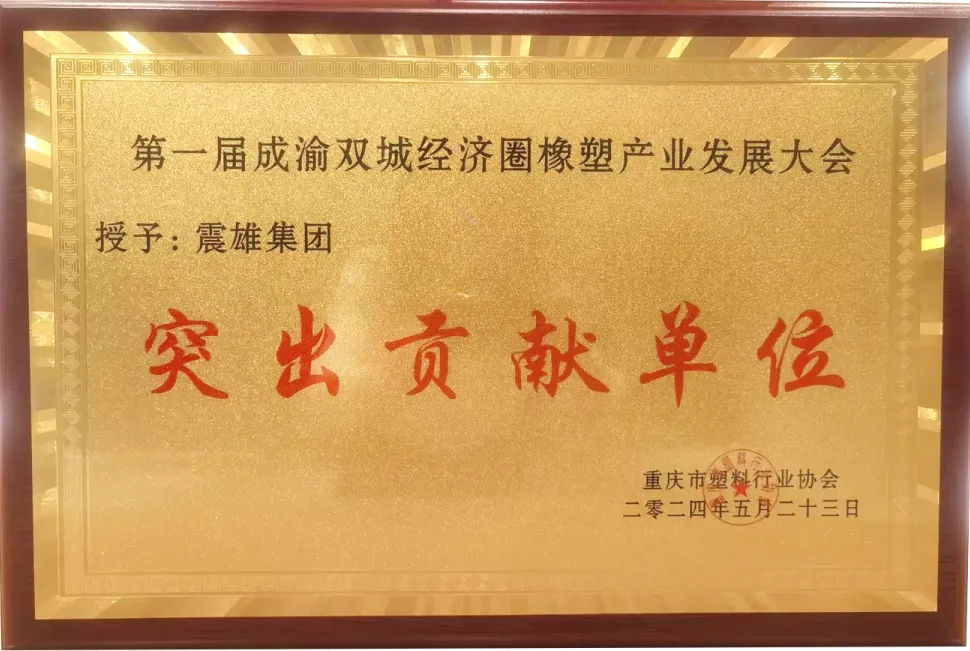 第一届成渝双城经济圈橡塑产业发展大会
授予：震雄集团
突出贡献单位
重庆市塑料行业协会
二零二四年五月二十三日